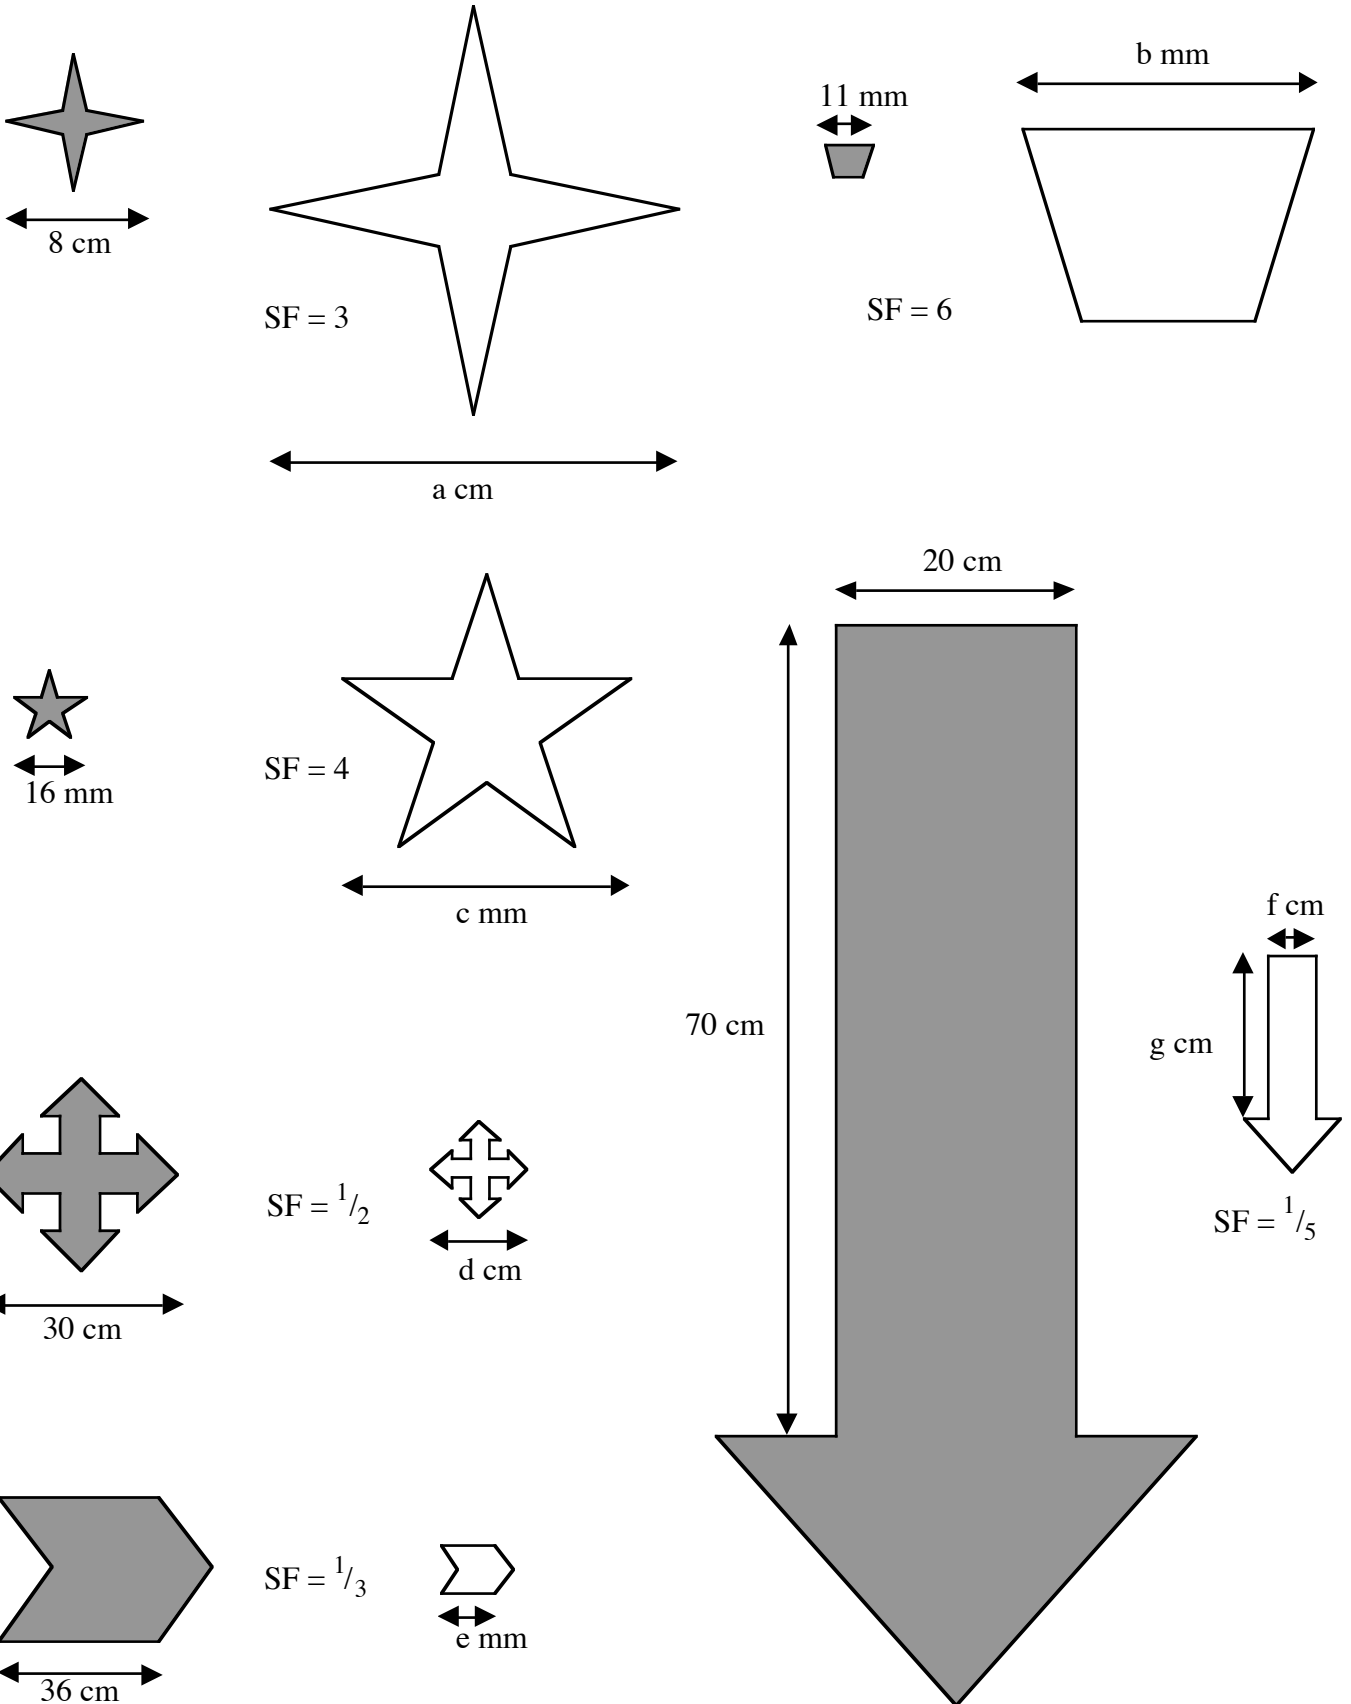 b mm
11 mm
8 cm
SF = 3
SF = 6
a cm
20 cm
16 mm
SF = 4
c mm
f cm
70 cm
g cm
SF = 1/2
SF = 1/5
d cm
30 cm
SF = 1/3
e mm
36 cm